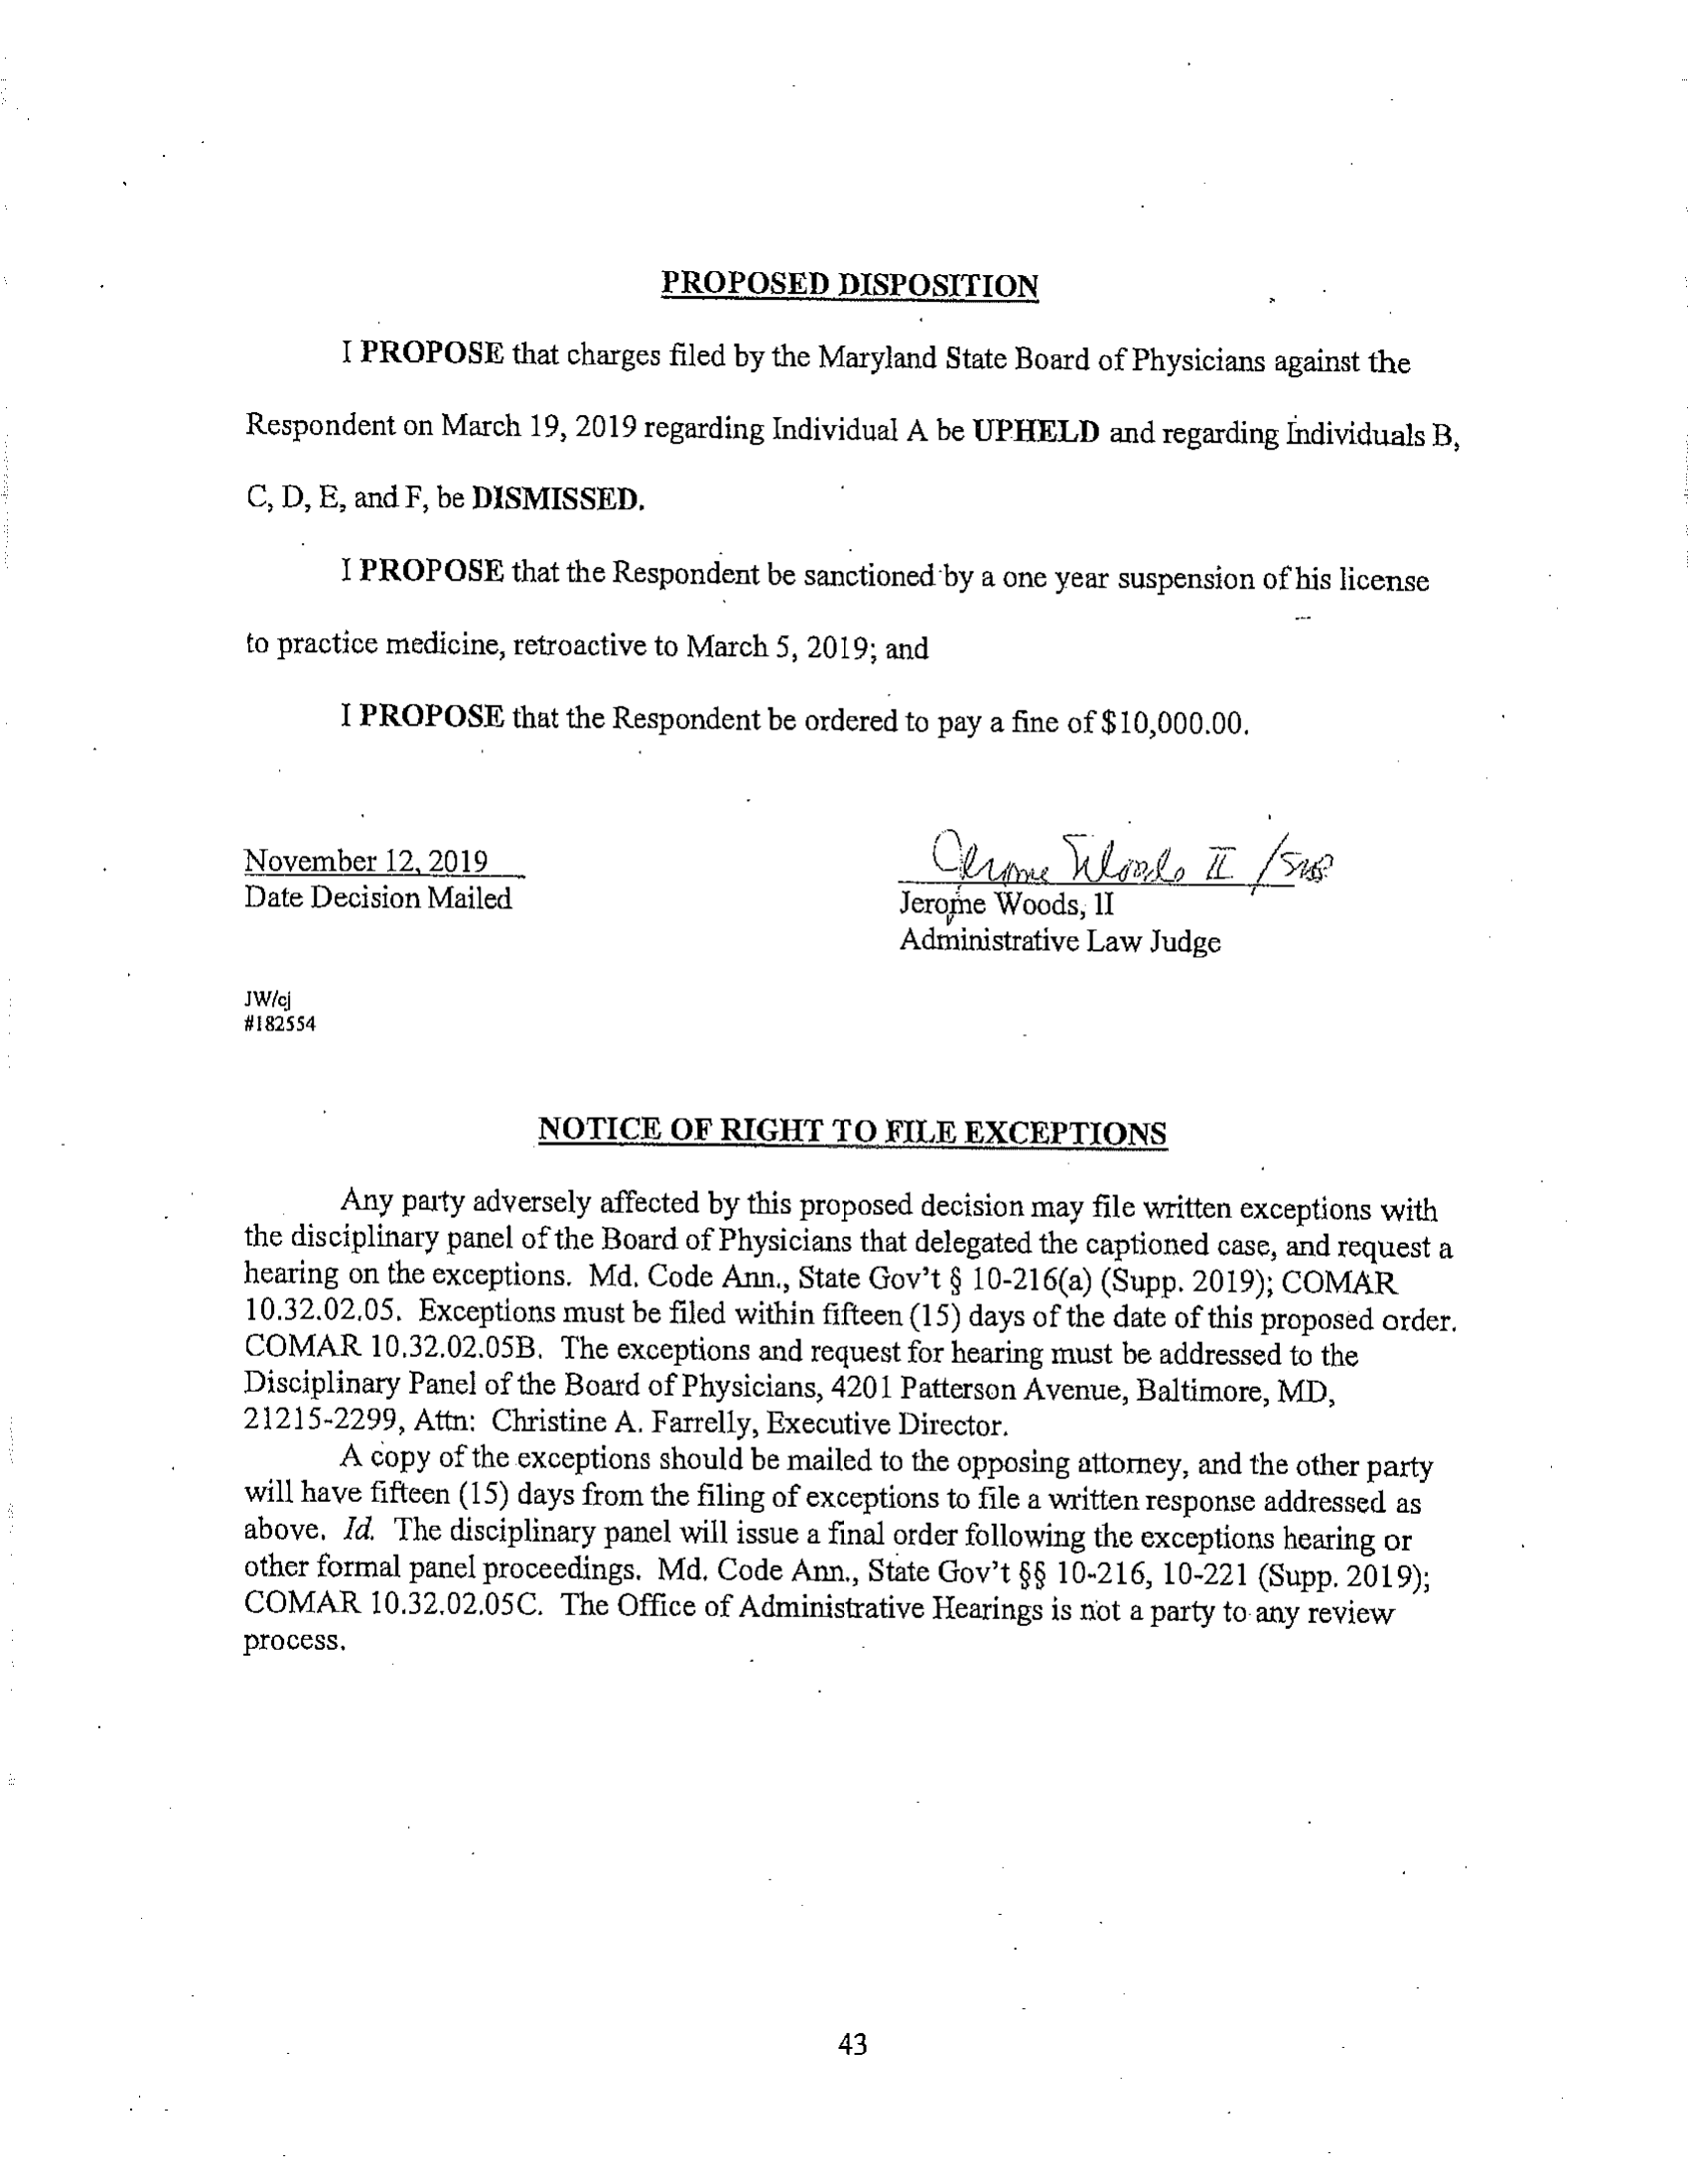 PROPOSED DISPOSITION
I PROPOSE that charges filed by the Maryland State Board of Physicians against the
Respondent on March 19, 2019 regarding Individual A be UPHELD and regarding Individuals B,
C, D, E, and F, be DISMISSED.
I PROPOSE that the Respondent be sanctioned by a one year suspension of his license
to practice medicine, retroactive to March 5, 2019; and
I PROPOSE that the Respondent be ordered to pay a fine of $10,000.00.
November 12, 2019
Date Decision Mailed
Jerome Woods II /
Jerome Woods, II
Administrative Law Judge
JW/cj
#182554
NOTICE OF RIGHT TO FILE EXCEPTIONS
Any party adversely affected by this proposed decision may file written exceptions with
the disciplinary panel of the Board of Physicians that delegated the captioned case, and request a
hearing on the exceptions. Md. Code Ann., State Gov't § 10-216(a) (Supp. 2019); COMAR
10.32.02.05. Exceptions must be filed within fifteen (15) days of the date of this proposed order.
COMAR 10.32.02.05B. The exceptions and request for hearing must be addressed to the
Disciplinary Panel of the Board of Physicians, 4201 Patterson Avenue, Baltimore, MD,
21215-2299, Attn: Christine A. Farrelly, Executive Director.
A copy of the exceptions should be mailed to the opposing attorney, and the other party
will have fifteen (15) days from the filing of exceptions to file a written response addressed as
above. Id. The disciplinary panel will issue a final order following the exceptions hearing or
other formal panel proceedings. Md. Code Ann., State Gov't §§ 10-216, 10-221 (Supp. 2019);
COMAR 10.32.02.05C. The Office of Administrative Hearings is not a party to any review
process.
43